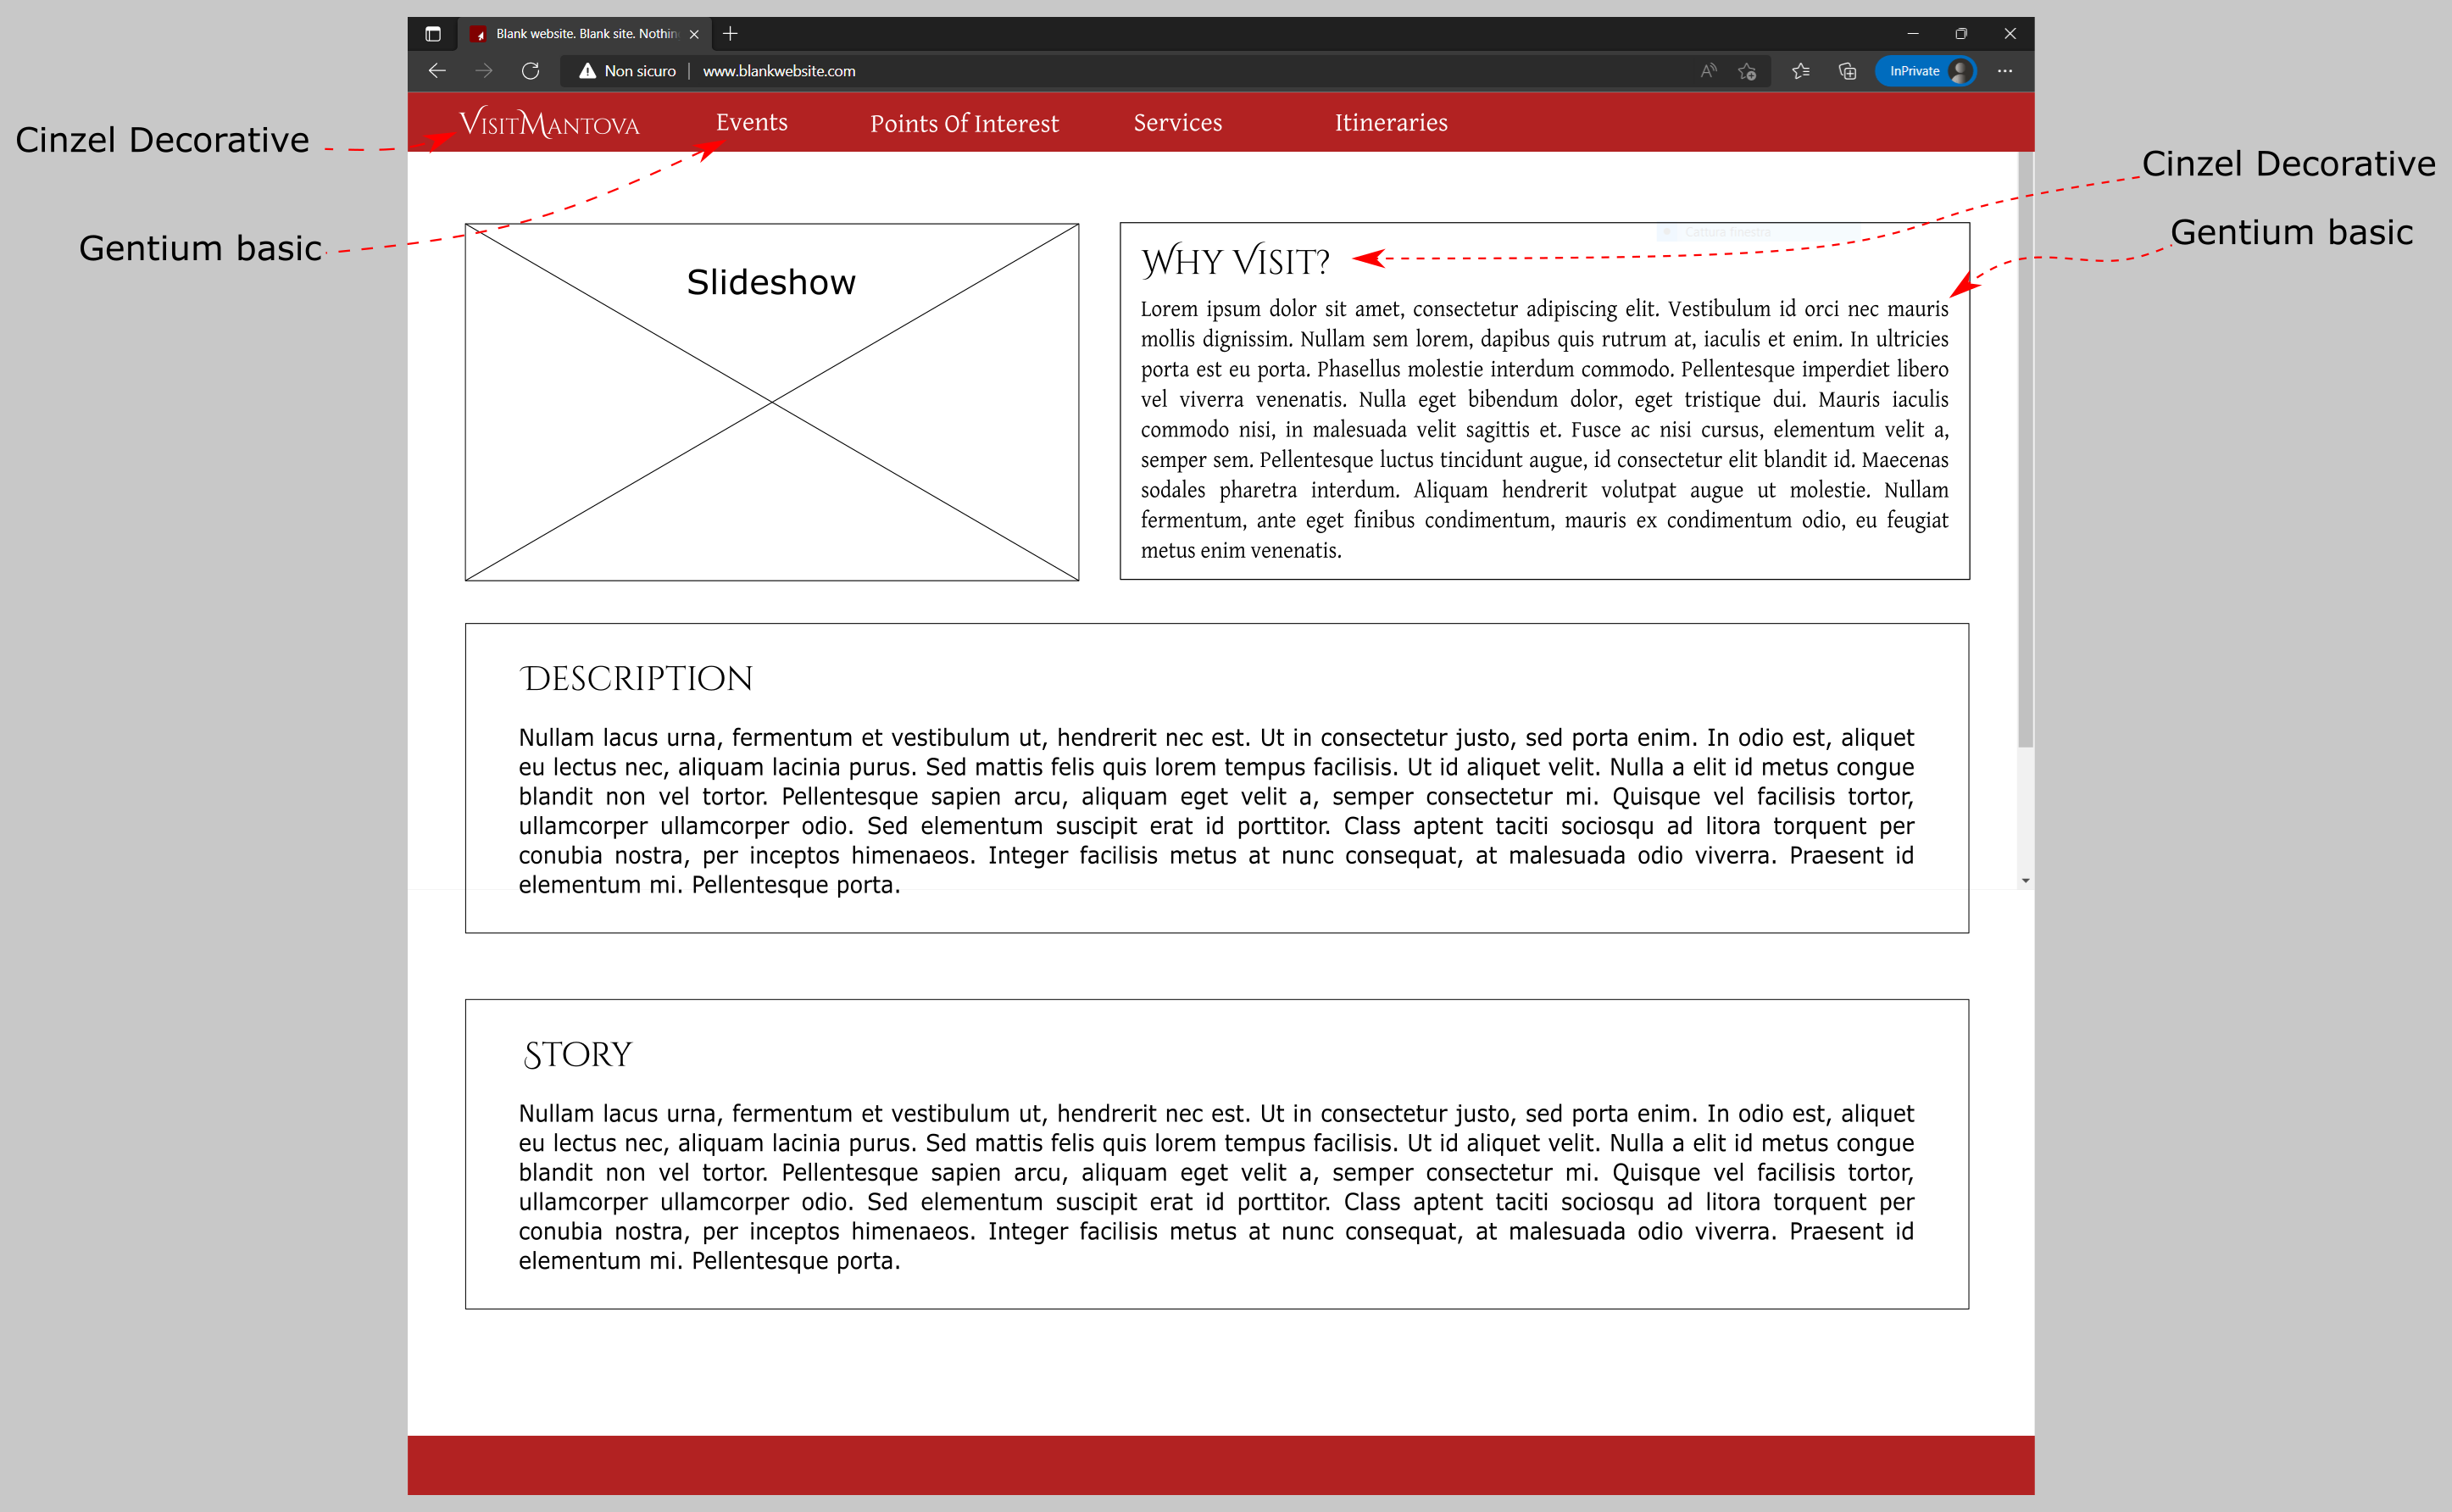 Blank website. Blank site. Nothin
Non sicuro | www.blankwebsite.com
InPrivate
VisitMantova
Events
Points Of Interest
Services
Itineraries
Cinzel Decorative
Gentium basic
Cinzel Decorative
Gentium basic
Cattura finestra
Slideshow
Why Visit?
Lorem ipsum dolor sit amet, consectetur adipiscing elit. Vestibulum id orci nec mauris
mollis dignissim. Nullam sem lorem, dapibus quis rutrum at, iaculis et enim. In ultricies
porta est eu porta. Phasellus molestie interdum commodo. Pellentesque imperdiet libero
vel viverra venenatis. Nulla eget bibendum dolor, eget tristique dui. Mauris iaculis
commodo nisi, in malesuada velit sagittis et. Fusce ac nisi cursus, elementum velit a,
semper sem. Pellentesque luctus tincidunt augue, id consectetur elit blandit id. Maecenas
sodales pharetra interdum. Aliquam hendrerit volutpat augue ut molestie. Nullam
fermentum, ante eget finibus condimentum, mauris ex condimentum odio, eu feugiat
metus enim venenatis.
Description
Nullam lacus urna, fermentum et vestibulum ut, hendrerit nec est. Ut in consectetur justo, sed porta enim. In odio est, aliquet
eu lectus nec, aliquam lacinia purus. Sed mattis felis quis lorem tempus facilisis. Ut id aliquet velit. Nulla a elit id metus congue
blandit non vel tortor. Pellentesque sapien arcu, aliquam eget velit a, semper consectetur mi. Quisque vel facilisis tortor,
ullamcorper ullamcorper odio. Sed elementum suscipit erat id porttitor. Class aptent taciti sociosqu ad litora torquent per
conubia nostra, per inceptos himenaeos. Integer facilisis metus at nunc consequat, at malesuada odio viverra. Praesent id
elementum mi. Pellentesque porta.
Story
Nullam lacus urna, fermentum et vestibulum ut, hendrerit nec est. Ut in consectetur justo, sed porta enim. In odio est, aliquet
eu lectus nec, aliquam lacinia purus. Sed mattis felis quis lorem tempus facilisis. Ut id aliquet velit. Nulla a elit id metus congue
blandit non vel tortor. Pellentesque sapien arcu, aliquam eget velit a, semper consectetur mi. Quisque vel facilisis tortor,
ullamcorper ullamcorper odio. Sed elementum suscipit erat id porttitor. Class aptent taciti sociosqu ad litora torquent per
conubia nostra, per inceptos himenaeos. Integer facilisis metus at nunc consequat, at malesuada odio viverra. Praesent id
elementum mi. Pellentesque porta.